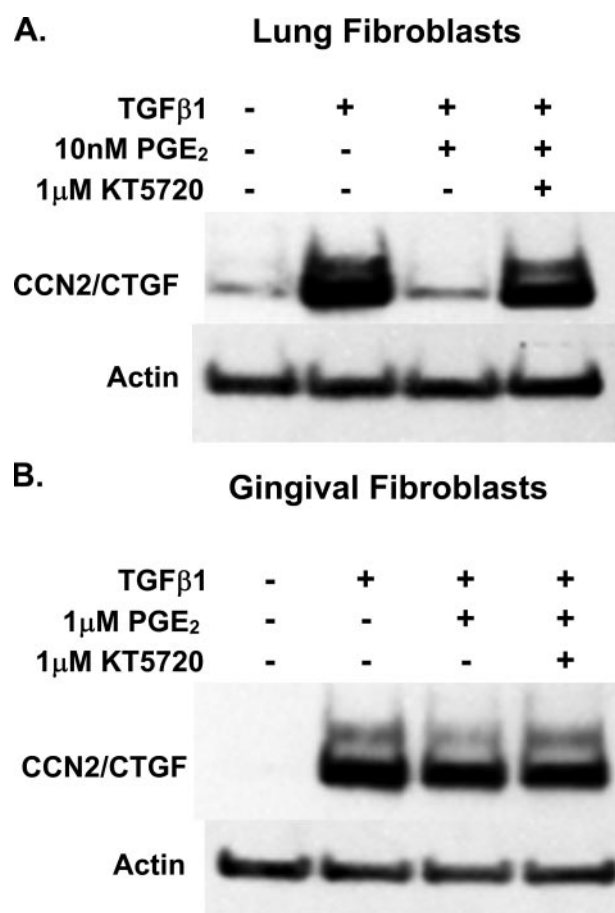 A.
Lung Fibroblasts
TGFβ1 - + + +
10nM PGE₂ - - + +
1μM KT5720 - - - +
CCN2/CTGF
Actin
B.
Gingival Fibroblasts
TGFβ1 - + + +
1μM PGE₂ - - + +
1μM KT5720 - - - +
CCN2/CTGF
Actin